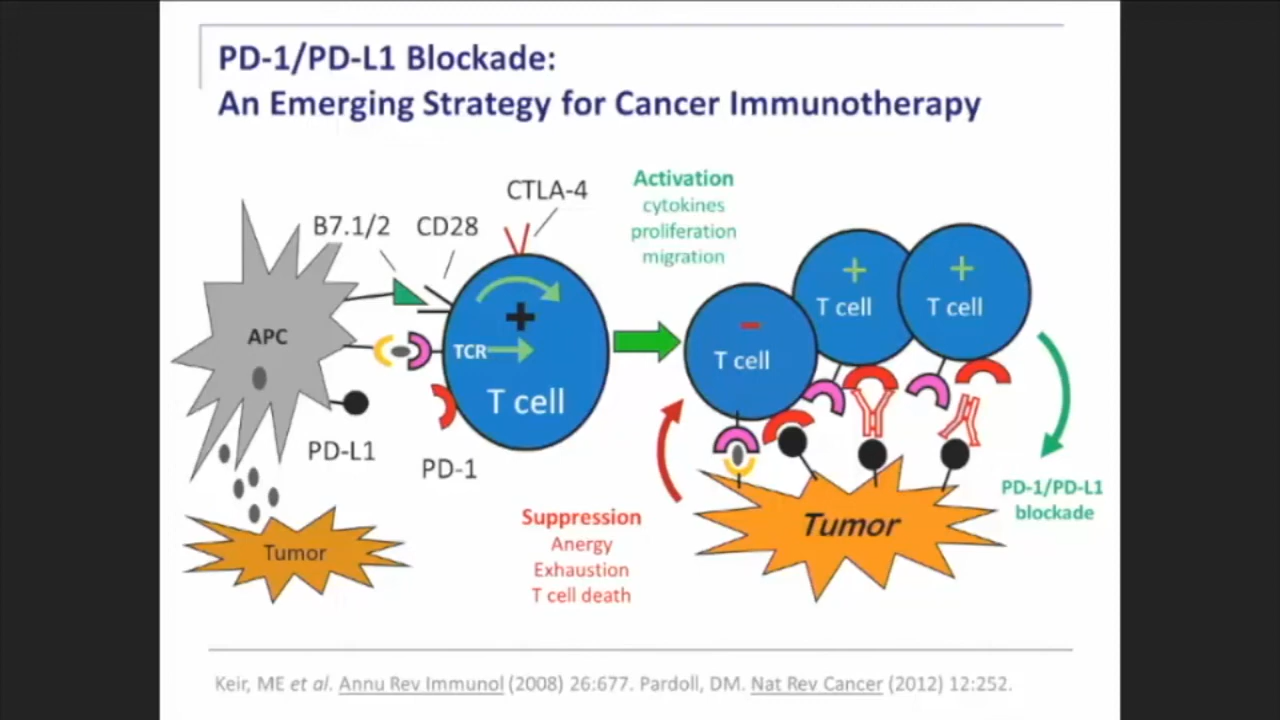 PD-1/PD-L1 Blockade:
An Emerging Strategy for Cancer Immunotherapy
CTLA-4
B7.1/2
CD28
APC
TCR
+
T cell
PD-L1
PD-1
Tumor
Activation
cytokines
proliferation
migration
-
T cell
+
T cell
+
T cell
Suppression
Anergy
Exhaustion
T cell death
Tumor
PD-1/PD-L1
blockade
Keir, ME et al. Annu Rev Immunol (2008) 26:677. Pardoll, DM. Nat Rev Cancer (2012) 12:252.